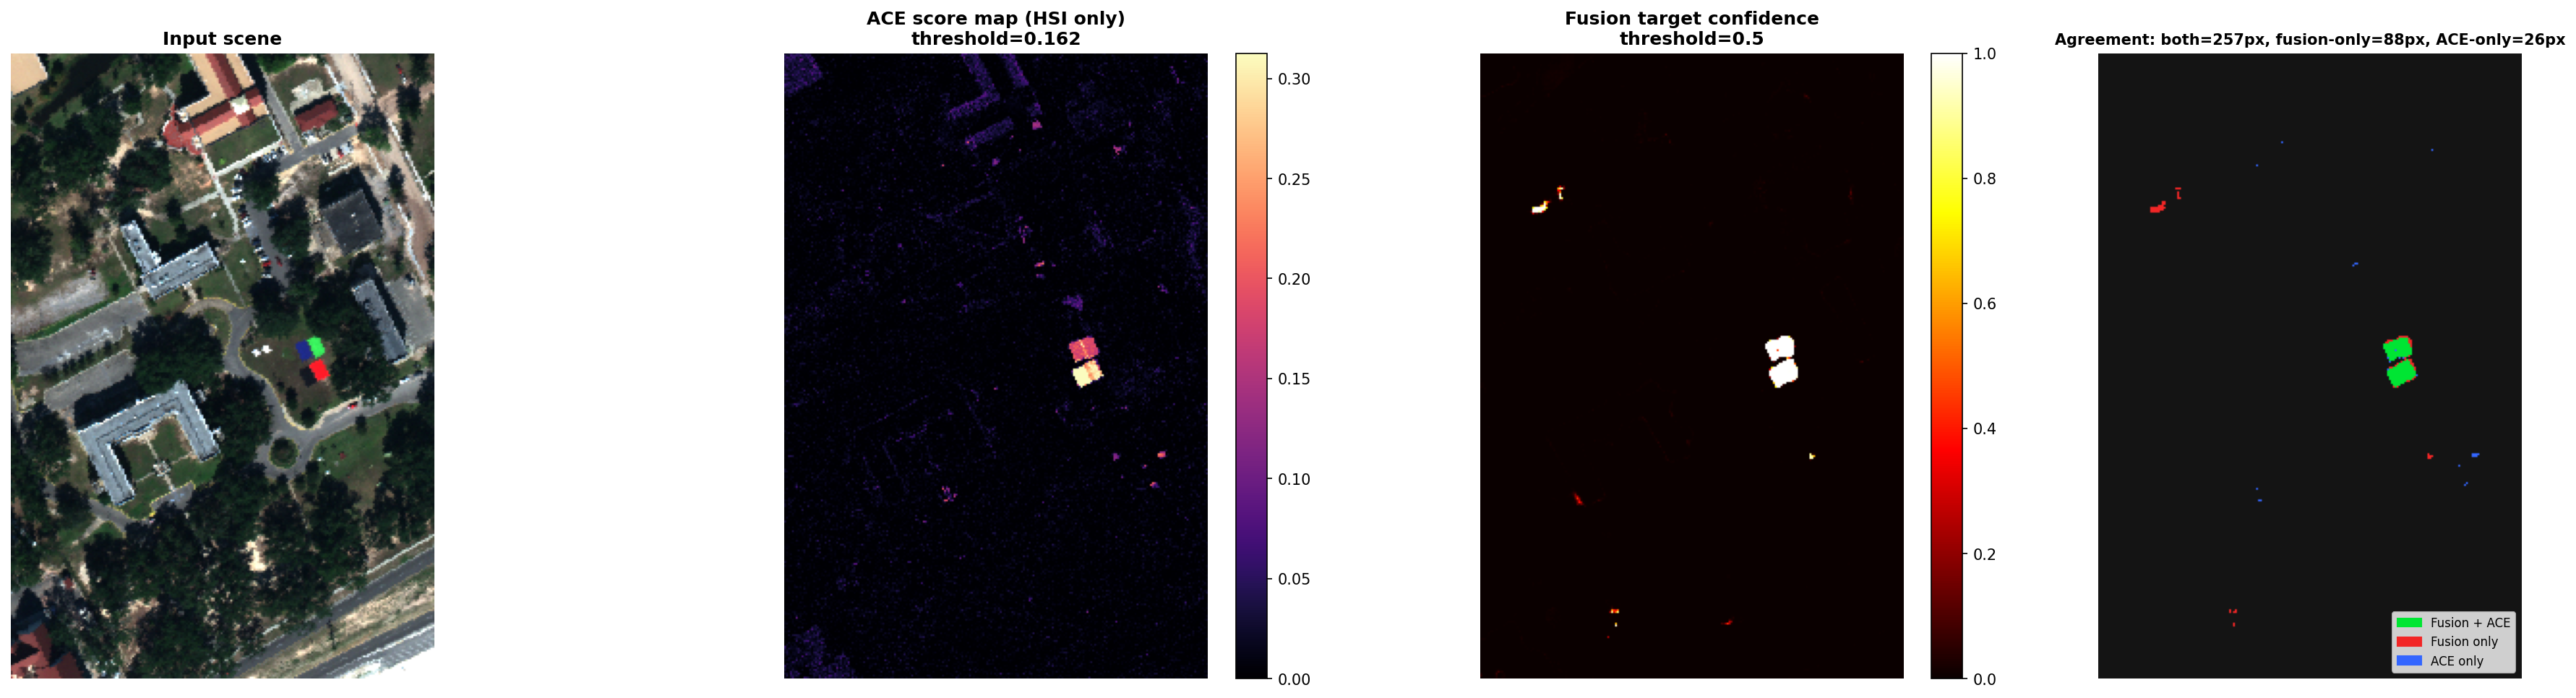 Input scene
ACE score map (HSI only)
threshold=0.162
0.30
0.25
0.20
0.15
0.10
0.05
0.00
Fusion target confidence
threshold=0.5
1.0
0.8
0.6
0.4
0.2
0.0
Agreement: both=257px, fusion-only=88px, ACE-only=26px
Fusion + ACE
Fusion only
ACE only